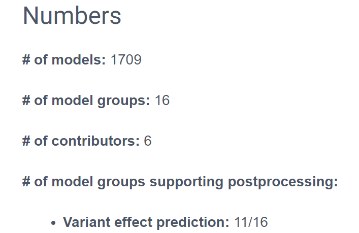 Numbers
# of models: 1709
# of model groups: 16
# of contributors: 6
# of model groups supporting postprocessing:
• Variant effect prediction: 11/16